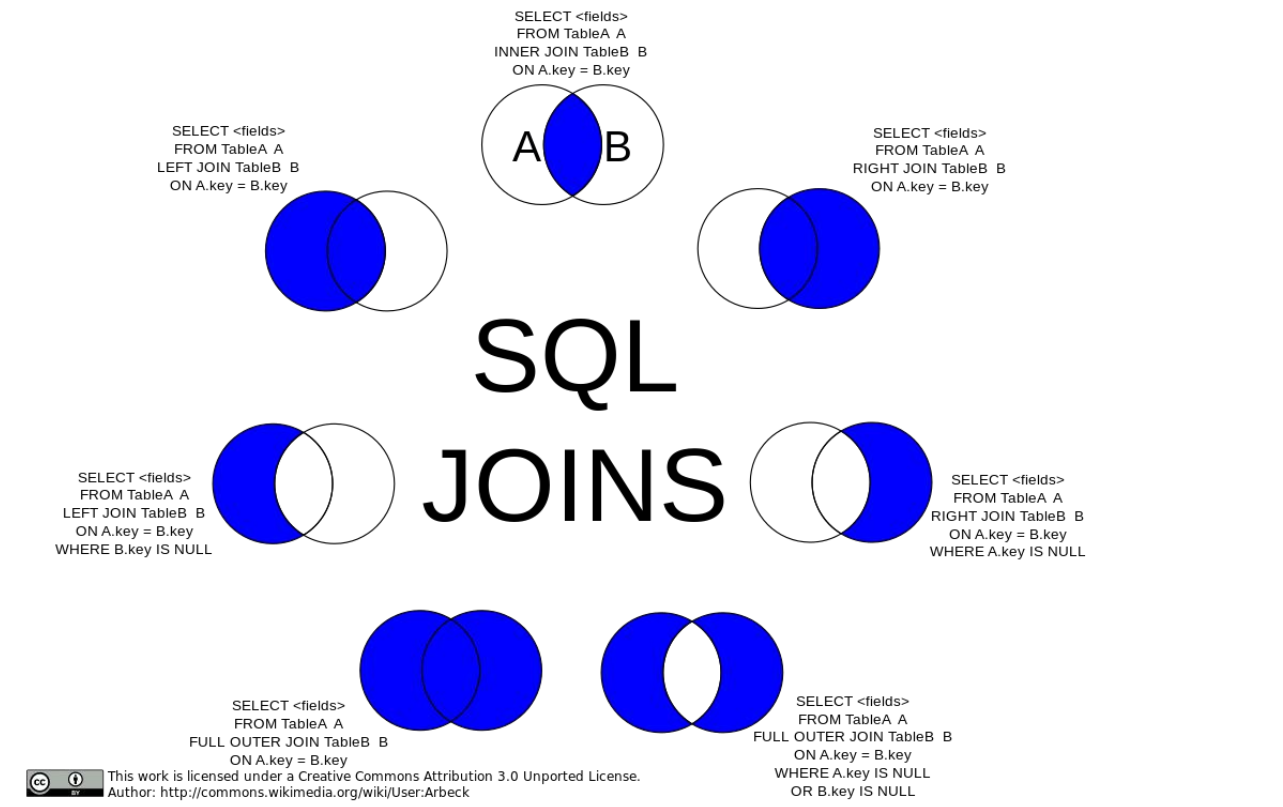 SELECT <fields>
FROM TableA  A
INNER JOIN TableB  B
ON A.key = B.key
A B
SELECT <fields>
FROM TableA  A
LEFT JOIN TableB  B
ON A.key = B.key
SELECT <fields>
FROM TableA  A
RIGHT JOIN TableB  B
ON A.key = B.key
SQL
JOINS
SELECT <fields>
FROM TableA  A
LEFT JOIN TableB  B
ON A.key = B.key
WHERE B.key IS NULL
SELECT <fields>
FROM TableA  A
RIGHT JOIN TableB  B
ON A.key = B.key
WHERE A.key IS NULL
SELECT <fields>
FROM TableA  A
FULL OUTER JOIN TableB  B
ON A.key = B.key
SELECT <fields>
FROM TableA  A
FULL OUTER JOIN TableB  B
ON A.key = B.key
WHERE A.key IS NULL
OR B.key IS NULL
cc
BY
This work is licensed under a Creative Commons Attribution 3.0 Unported License.
Author: http://commons.wikimedia.org/wiki/User:Arbeck